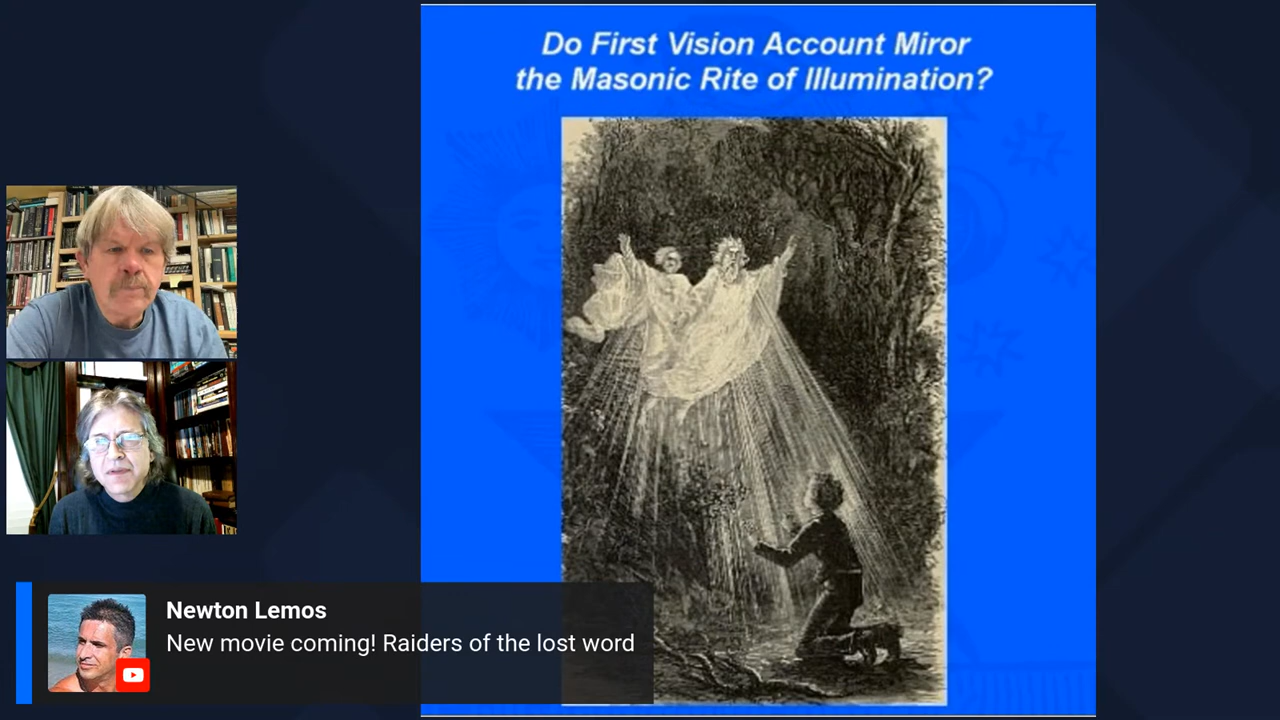 Do First Vision Account Miror
the Masonic Rite of Illumination?
Newton Lemos
New movie coming! Raiders of the lost word